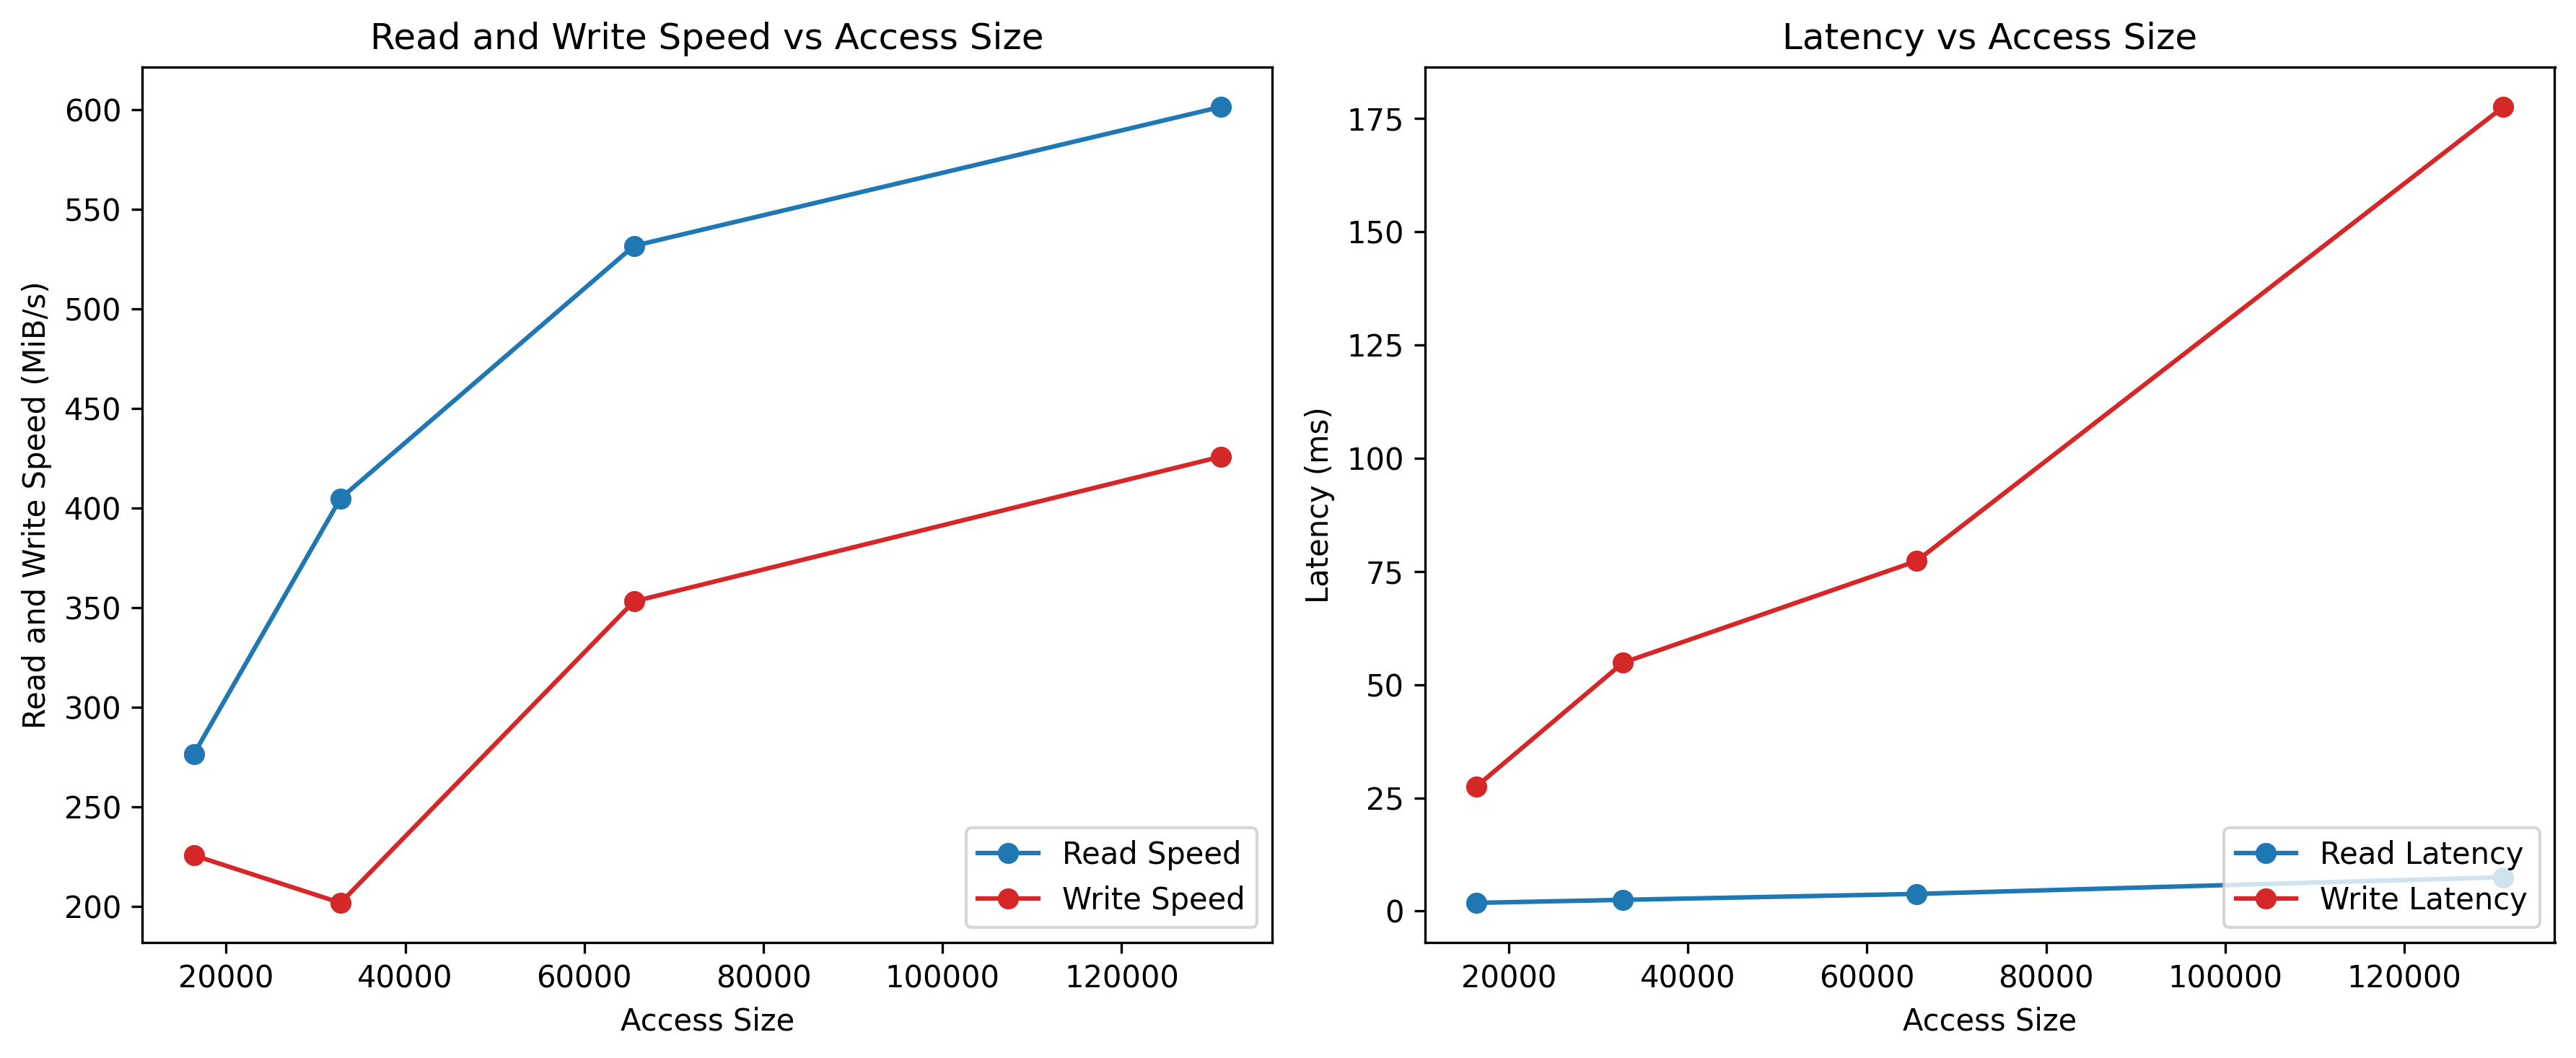 Read and Write Speed vs Access Size
Read and Write Speed (MiB/s)
600
550
500
450
400
350
300
250
200
20000 40000 60000 80000 100000 120000
Access Size
Read Speed
Write Speed
Latency vs Access Size
Latency (ms)
175
150
125
100
75
50
25
0
20000 40000 60000 80000 100000 120000
Access Size
Read Latency
Write Latency